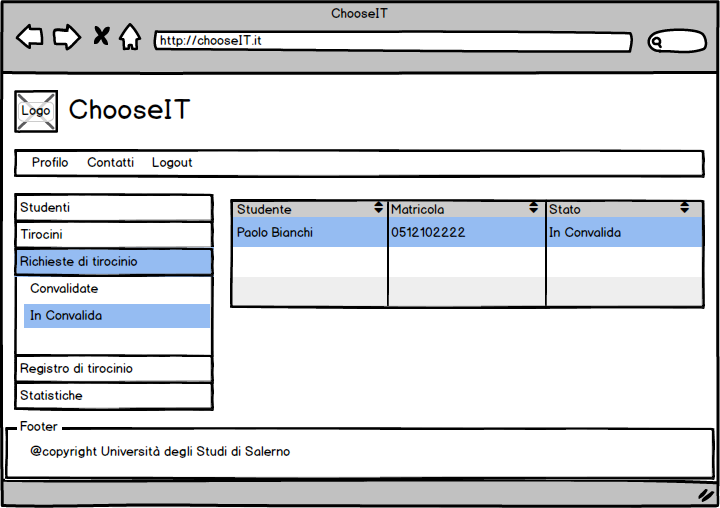 ChooseIT
http://chooseIT.it
Logo
ChooseIT
Profilo Contatti Logout
Studenti
Tirocini
Richieste di tirocinio
Convalidate
In Convalida
Registro di tirocinio
Statistiche
Studente Matricola Stato
Paolo Bianchi 0512102222 In Convalida
Footer
@copyright Università degli Studi di Salerno